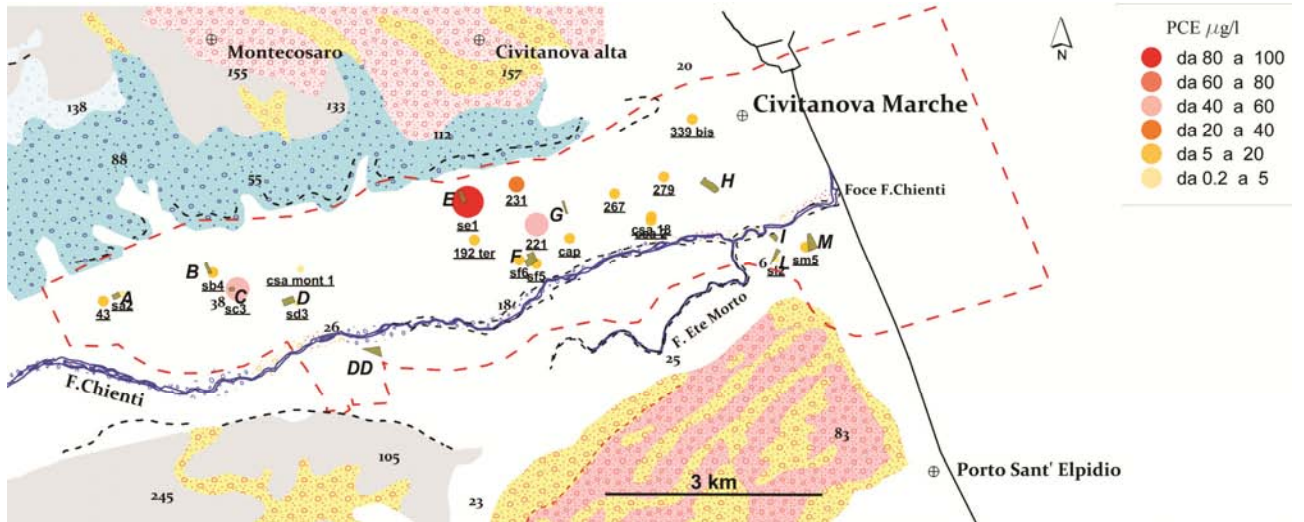 PCE µg/l
da 80 a 100
da 60 a 80
da 40 a 60
da 20 a 40
da 5 a 20
da 0.2 a 5
N
Montecosaro
155
Civitanova alta
157
20
138
133
112
Civitanova Marche
339 bis
88
55
E
se1
231
221
G
267
279
H
Foce F.Chienti
192 ter
F
sf6
sf5
cap
csa 18
I
M
6
L
sm5
B
sb4
csa mont 1
A
sa2
43
38
C
sc3
D
sd3
18
26
DD
F.Chienti
F. Ete Morto
25
83
105
245
23
3 km
Porto Sant' Elpidio